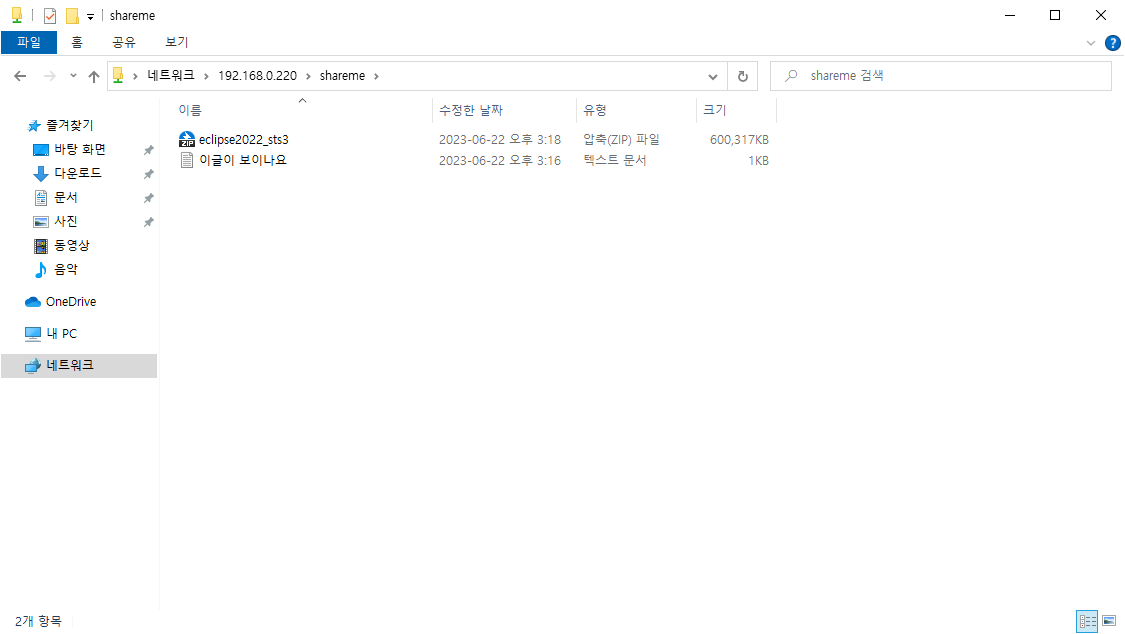 shareme
파일 홈 공유 보기
네트워크 192.168.0.220 shareme shareme 검색
이름 수정한 날짜 유형 크기
즐겨찾기
바탕 화면
다운로드
문서
사진
동영상
음악
OneDrive
내 PC
네트워크
eclipse2022_sts3 2023-06-22 오후 3:18 압축(ZIP) 파일 600,317KB
이글이 보이나요 2023-06-22 오후 3:16 텍스트 문서 1KB
2개 항목